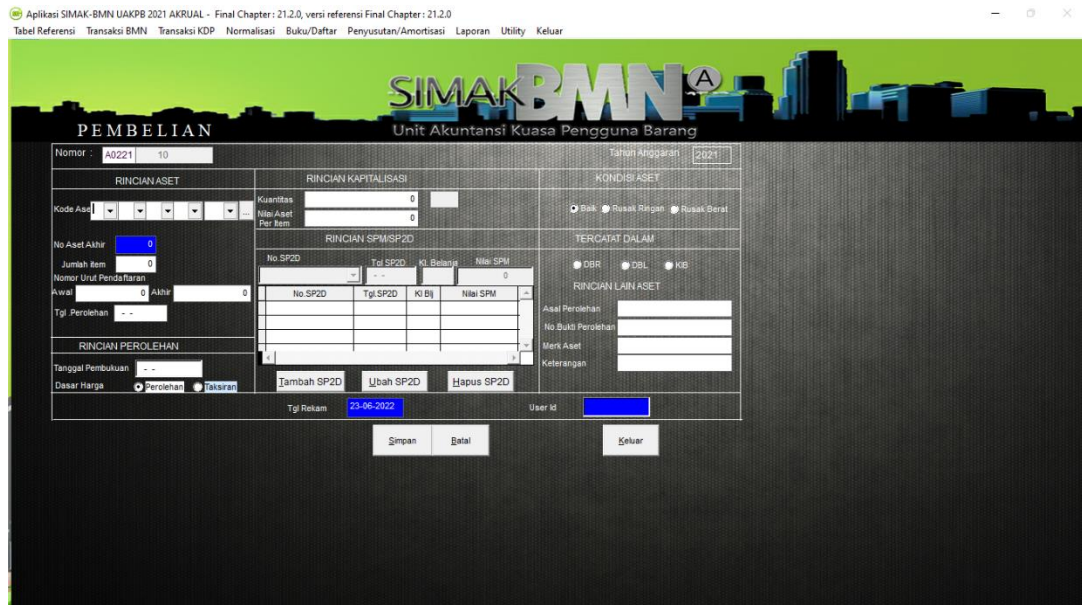 Aplikasi SIMAK-BMN UAKPB 2021 AKRUAL - Final Chapter : 21.2.0, versi referensi Final Chapter : 21.2.0
Tabel Referensi Transaksi BMN Transaksi KDP Normalisasi Buku/Daftar Penyusutan/Amortisasi Laporan Utility Keluar
SIMAK BMN A
PEMBELIAN Unit Akuntansi Kuasa Pengguna Barang
Nomor : A0221 10 Tahun Anggaran 2021
RINCIAN ASET RINCIAN KAPITALISASI KONDISI ASET
Kuantitas 0
Kode Aset ... Nilai Aset Per Item 0 Baik Rusak Ringan Rusak Berat
No Aset Akhir 0 RINCIAN SPM/SP2D TERCATAT DALAM
Jumlah item 0 No.SP2D Tgl SP2D Kl. Belanja Nilai SPM DBR DBL KIB
Nomor Urut Pendaftaran - - 0
Awal 0 Akhir 0 No.SP2D Tgl.SP2D Kl Blj Nilai SPM RINCIAN LAIN ASET
Tgl .Perolehan - - Asal Perolehan
No.Bukti Perolehan
RINCIAN PEROLEHAN Merk Aset
Tanggal Pembukuan - - Keterangan
Dasar Harga Perolehan Taksiran Tambah SP2D Ubah SP2D Hapus SP2D
Tgl Rekam 23-06-2022 User Id
Simpan Batal Keluar